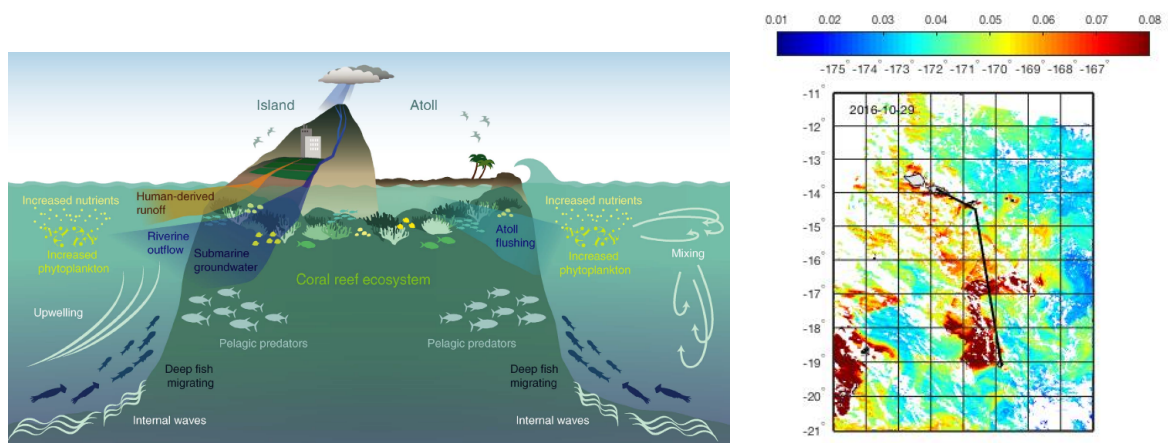 Island
Atoll
Human-derived
runoff
Increased nutrients
Increased
phytoplankton
Riverine
outflow
Submarine
groundwater
Atoll
flushing
Increased nutrients
Increased
phytoplankton
Mixing
Coral reef ecosystem
Upwelling
Pelagic predators
Pelagic predators
Deep fish
migrating
Deep fish
migrating
Internal waves
Internal waves
0.01 0.02 0.03 0.04 0.05 0.06 0.07 0.08
-175° -174° -173° -172° -171° -170° -169° -168° -167°
2016-10-29
-11°
-12°
-13°
-14°
-15°
-16°
-17°
-18°
-19°
-20°
-21°